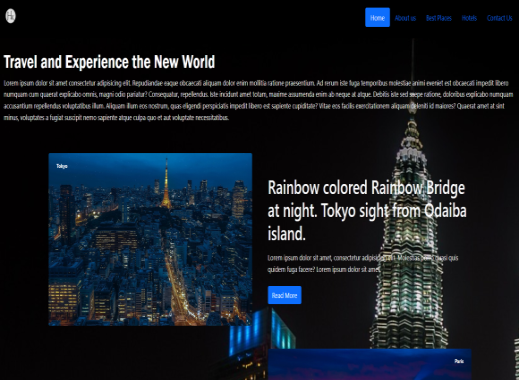 Home About us Best Places Hotels Contact Us
Travel and Experience the New World
Lorem ipsum dolor sit amet consectetur adipisicing elit. Repudiandae eaque obcaecati aliquam dolor enim mollitia ratione praesentium. Ad rerum iste fuga temporibus molestiae animi eveniet est obcaecati impedit libero
numquam cum quaerat explicabo omnis, magni odio pariatur? Consequatur, repellendus. Iste incidunt amet totam, maxime assumenda enim ab neque at atque. Debitis iste sed neque ratione, doloribus explicabo numquam
accusantium repellendus voluptatibus illum. Aliquam illum eos nostrum, quas eligendi perspiciatis impedit libero est sapiente cupiditate? Vitae eos facilis exercitationem aliquam deleniti id maiores? Quaerat amet at sint
minus, voluptates a fugiat suscipit nemo sapiente atque culpa quo et aut voluptate necessitatibus.
Tokyo
Rainbow colored Rainbow Bridge
at night. Tokyo sight from Odaiba
island.
Lorem ipsum dolor sit amet, consectetur adipisicing elit. Molestias quasi
quidem fuga facere? Lorem ipsum dolor sit amet.
Read More
Paris